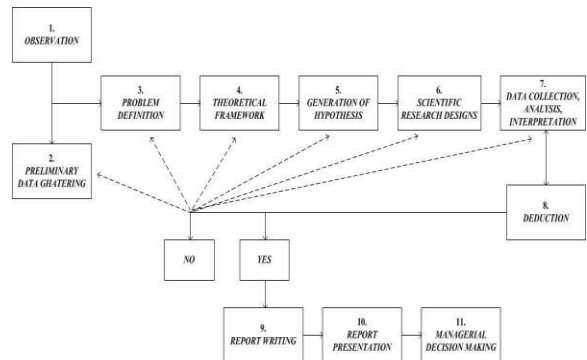 1.
OBSERVATION
2.
PRELIMINARY
DATA GHATERING
3.
PROBLEM
DEFINITION
4.
THEORETICAL
FRAMEWORK
5.
GENERATION OF
HYPOTHESIS
6.
SCIENTIFIC
RESEARCH DESIGNS
7.
DATA COLLECTION,
ANALYSIS,
INTERPRETATION
8.
DEDUCTION
NO
YES
9.
REPORT WRITING
10.
REPORT
PRESENTATION
11.
MANAGERIAL
DECISION MAKING